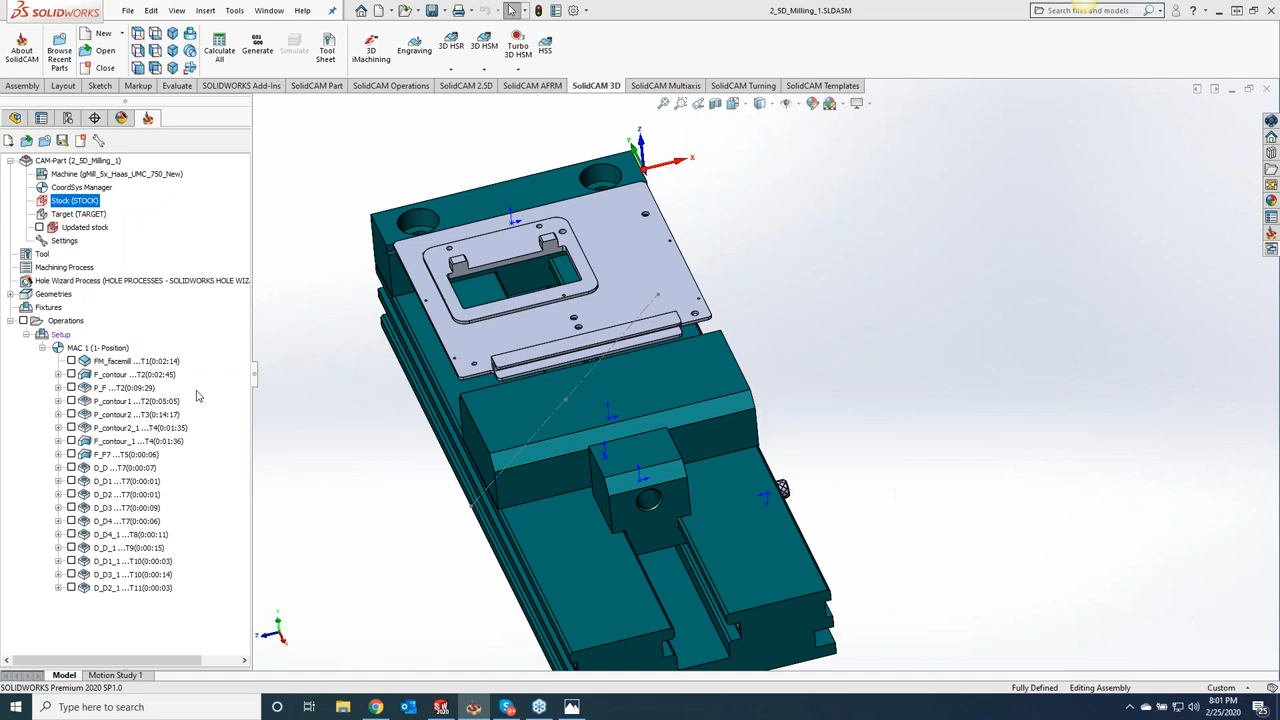 SOLIDWORKS File Edit View Insert Tools Window Help 2_5D_Milling_1.SLDASM Search files and models
About SolidCAM
Browse Recent Parts
New
Open
Close
Calculate All
G01 G00
Generate
Simulate
Tool Sheet
3D iMachining
Engraving
3D HSR
3D HSM
Turbo 3D HSM
HSS
Assembly Layout Sketch Markup Evaluate SOLIDWORKS Add-Ins SolidCAM Part SolidCAM Operations SolidCAM 2.5D SolidCAM AFRM SolidCAM 3D SolidCAM Multiaxis SolidCAM Turning SolidCAM Templates
CAM-Part (2_5D_Milling_1)
Machine (gMill_5x_Haas_UMC_750_New)
CoordSys Manager
Stock (STOCK)
Target (TARGET)
Updated stock
Settings
Tool
Machining Process
Hole Wizard Process (HOLE PROCESSES - SOLIDWORKS HOLE WIZ
Geometries
Fixtures
Operations
Setup
MAC 1 (1- Position)
FM_facemill ...T1(0:02:14)
F_contour ...T2(0:02:45)
P_F ...T2(0:09:29)
P_contour1 ...T2(0:05:05)
P_contour2 ...T3(0:14:17)
P_contour2_1 ...T4(0:01:35)
F_contour_1 ...T4(0:01:36)
F_F7 ...T5(0:00:06)
D_D ...T7(0:00:07)
D_D1 ...T7(0:00:01)
D_D2 ...T7(0:00:01)
D_D3 ...T7(0:00:09)
D_D4 ...T7(0:00:06)
D_D4_1 ...T8(0:00:11)
D_D_1 ...T9(0:00:15)
D_D1_1 ...T10(0:00:03)
D_D3_1 ...T10(0:00:14)
D_D2_1 ...T11(0:00:03)
Z
Y
X
Y
Z
X
Model Motion Study 1
SOLIDWORKS Premium 2020 SP1.0 Fully Defined Editing Assembly Custom
Type here to search
SW 2020
8:01 PM
2/25/2020